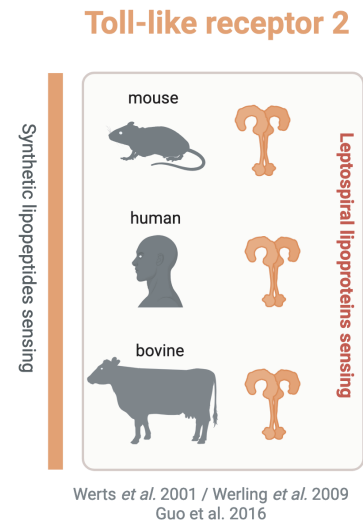 Toll-like receptor 2
Synthetic lipopeptides sensing
mouse
human
bovine
Leptospiral lipoproteins sensing
Werts et al. 2001 / Werling et al. 2009
Guo et al. 2016